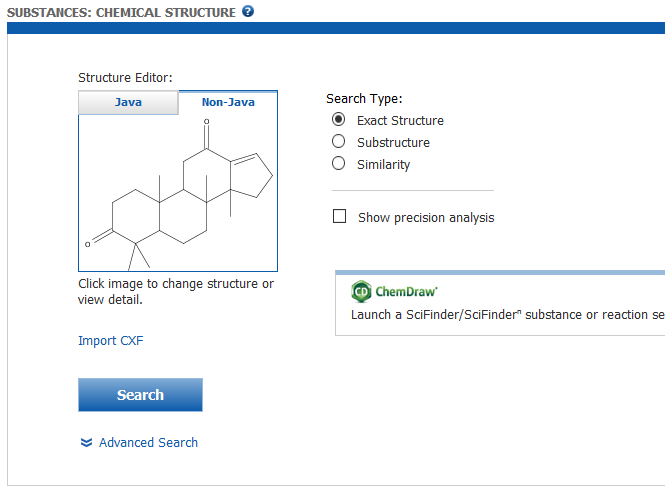 SUBSTANCES: CHEMICAL STRUCTURE ?
Structure Editor:
Java
Non-Java
O
O
Click image to change structure or
view detail.
Import CXF
Search
Advanced Search
Search Type:
Exact Structure
Substructure
Similarity
Show precision analysis
CD ChemDraw
Launch a SciFinder/SciFinderⁿ substance or reaction se